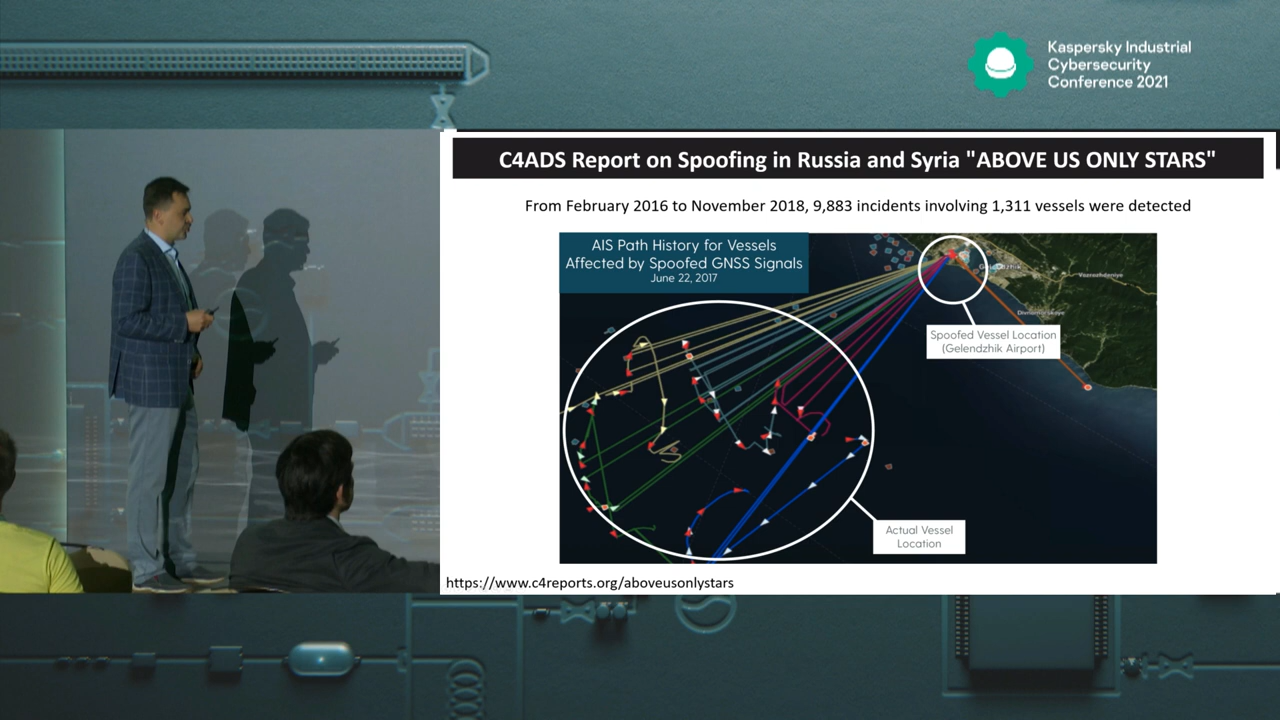 Kaspersky Industrial
Cybersecurity
Conference 2021
C4ADS Report on Spoofing in Russia and Syria "ABOVE US ONLY STARS"
From February 2016 to November 2018, 9,883 incidents involving 1,311 vessels were detected
AIS Path History for Vessels
Affected by Spoofed GNSS Signals
June 22, 2017
Gelendzhik
Vozrozhdeniye
Spoofed Vessel Location
(Gelendzhik Airport)
Actual Vessel
Location
https://www.c4reports.org/aboveusonlystars